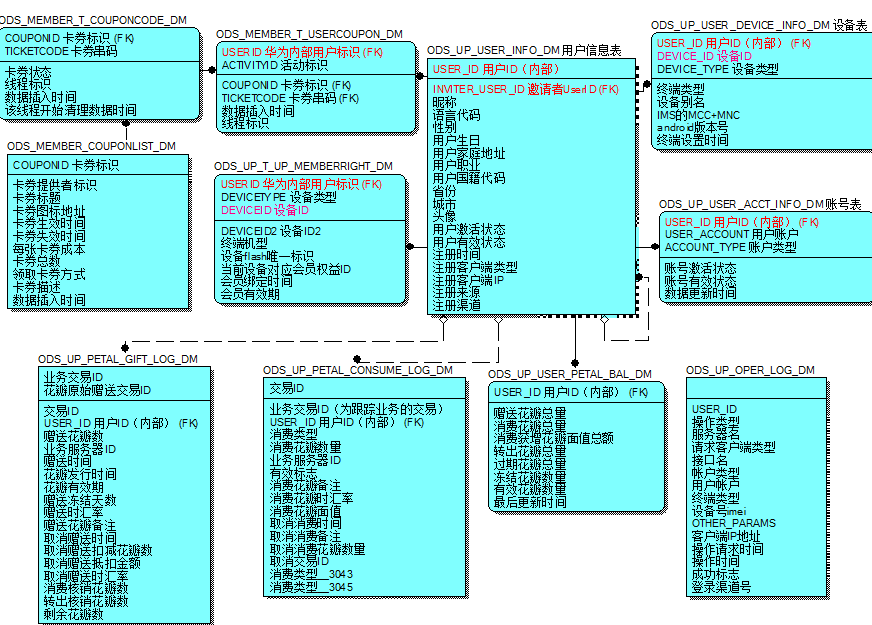 ODS_MEMBER_T_COUPONCODE_DM
COUPONID 卡券标识 (FK)
TICKETCODE 卡券串码
卡券状态
线程标识
数据插入时间
该线程开始清理数据时间
ODS_MEMBER_T_USERCOUPON_DM
USERID 华为内部用户标识 (FK)
ACTIVITYID 活动标识
COUPONID 卡券标识 (FK)
TICKETCODE 卡券串码 (FK)
数据插入时间
线程标识
ODS_UP_USER_INFO_DM 用户信息表
USER_ID 用户ID（内部）
INVITER_USER_ID 邀请者UserID (FK)
昵称
语言代码
性别
用户生日
用户家庭地址
用户职业
用户国籍代码
省份
城市
头像
用户激活状态
用户有效状态
注册时间
注册客户端类型
注册客户端IP
注册来源
注册渠道
ODS_UP_USER_DEVICE_INFO_DM 设备表
USER_ID 用户ID（内部） (FK)
DEVICE_ID 设备ID
DEVICE_TYPE 设备类型
终端类型
设备别名
IMS的MCC+MNC
android版本号
终端设置时间
ODS_MEMBER_COUPONLIST_DM
COUPONID 卡券标识
卡券提供者标识
卡券标题
卡券图标地址
卡券生效时间
卡券失效时间
每张卡券成本
卡券总数
领取卡券方式
卡券描述
数据插入时间
ODS_UP_T_UP_MEMBERRIGHT_DM
USERID 华为内部用户标识 (FK)
DEVICETYPE 设备类型
DEVICEID 设备ID
DEVICEID2 设备ID2
终端机型
设备flash唯一标识
当前设备对应会员权益ID
会员绑定时间
会员有效期
ODS_UP_USER_ACCT_INFO_DM 账号表
USER_ID 用户ID（内部） (FK)
USER_ACCOUNT 用户账户
ACCOUNT_TYPE 账户类型
账号激活状态
账号有效状态
数据更新时间
ODS_UP_PETAL_GIFT_LOG_DM
业务交易ID
花瓣原始赠送交易ID
交易ID
USER_ID 用户ID（内部） (FK)
赠送花瓣数
业务服务器ID
赠送时间
花瓣发行时间
花瓣有效期
赠送冻结天数
赠送时汇率
赠送花瓣备注
取消赠送时间
取消赠送扣减花瓣数
取消赠送抵扣金额
取消赠送时汇率
消费核销花瓣数
转出核销花瓣数
剩余花瓣数
ODS_UP_PETAL_CONSUME_LOG_DM
交易ID
业务交易ID（为跟踪业务的交易）
USER_ID 用户ID（内部） (FK)
消费类型
消费花瓣数量
业务服务器ID
有效标志
消费花瓣备注
消费花瓣时汇率
消费花瓣面值
取消消费时间
取消消费备注
取消消费花瓣数量
取消交易ID
消费类型__3043
消费类型__3045
ODS_UP_USER_PETAL_BAL_DM
USER_ID 用户ID（内部） (FK)
赠送花瓣总量
消费花瓣总量
消费获增花瓣面值总额
转出花瓣总量
过期花瓣总量
冻结花瓣数量
有效花瓣数量
最后更新时间
ODS_UP_OPER_LOG_DM
USER_ID
操作类型
服务器名
请求客户端类型
接口名
帐户类型
用户帐户
终端类型
设备号imei
OTHER_PARAMS
客户端IP地址
操作请求时间
操作时间
成功标志
登录渠道号